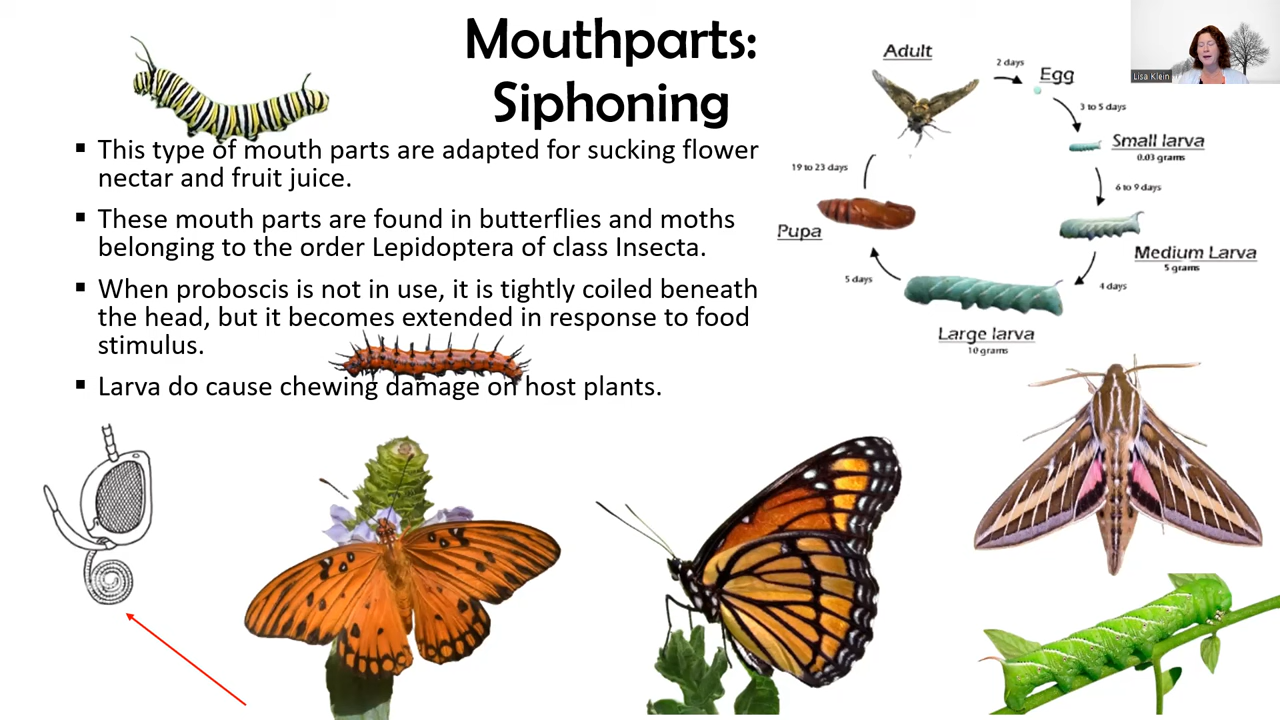 Mouthparts:
Siphoning
▪ This type of mouth parts are adapted for sucking flower
nectar and fruit juice.
▪ These mouth parts are found in butterflies and moths
belonging to the order Lepidoptera of class Insecta.
▪ When proboscis is not in use, it is tightly coiled beneath
the head, but it becomes extended in response to food
stimulus.
▪ Larva do cause chewing damage on host plants.
Adult
2 days
Egg
3 to 5 days
Small larva
0.03 grams
6 to 9 days
Medium Larva
5 grams
4 days
Large larva
10 grams
5 days
Pupa
19 to 23 days
Lisa Klein